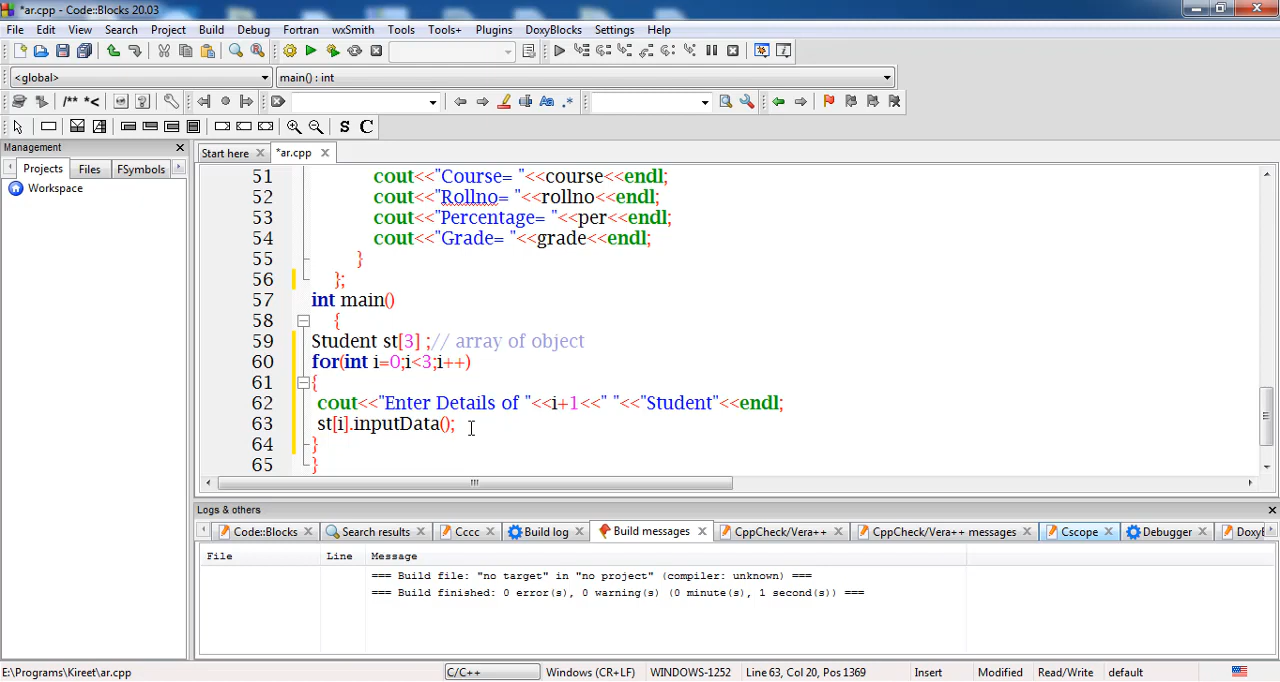 *ar.cpp - Code::Blocks 20.03
File Edit View Search Project Build Debug Fortran wxSmith Tools Tools+ Plugins DoxyBlocks Settings Help
<global> main() : int
/** *< Aa .*
S C
Management
Start here *ar.cpp
Projects Files FSymbols
Workspace
51 cout<<"Course= "<<course<<endl;
52 cout<<"Rollno= "<<rollno<<endl;
53 cout<<"Percentage= "<<per<<endl;
54 cout<<"Grade= "<<grade<<endl;
55 }
56 };
57 int main()
58 {
59 Student st[3] ;// array of object
60 for(int i=0;i<3;i++)
61 {
62 cout<<"Enter Details of "<<i+1<<" "<<"Student"<<endl;
63 st[i].inputData();
64 }
65 }
Logs & others
Code::Blocks Search results Cccc Build log Build messages CppCheck/Vera++ CppCheck/Vera++ messages Cscope Debugger DoxyBl
File Line Message
=== Build file: "no target" in "no project" (compiler: unknown) ===
=== Build finished: 0 error(s), 0 warning(s) (0 minute(s), 1 second(s)) ===
E:\Programs\Kireet\ar.cpp C/C++ Windows (CR+LF) WINDOWS-1252 Line 63, Col 20, Pos 1369 Insert Modified Read/Write default